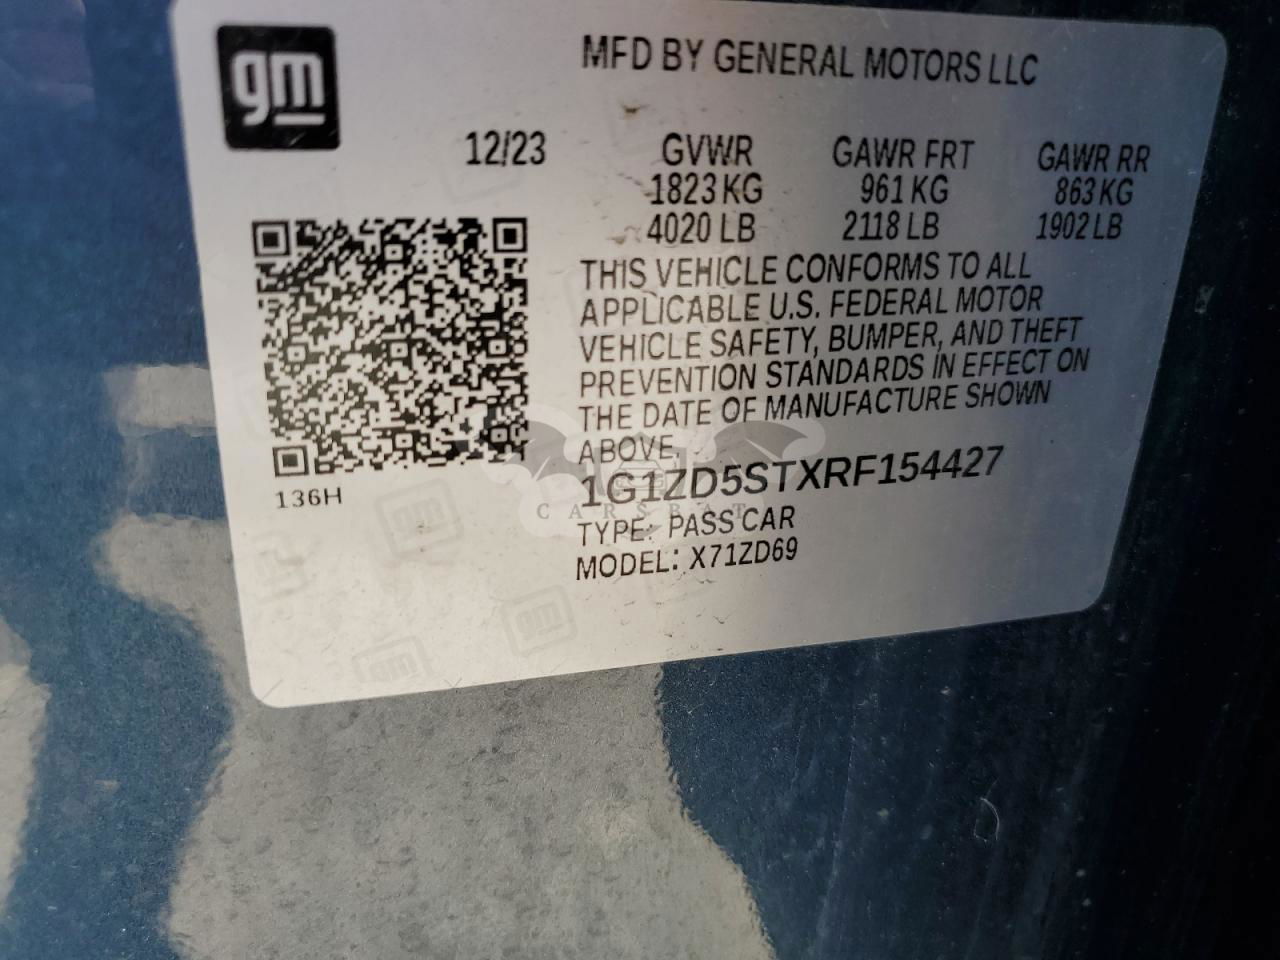 gm
MFD BY GENERAL MOTORS LLC
12/23 GVWR GAWR FRT GAWR RR
1823 KG 961 KG 863 KG
4020 LB 2118 LB 1902 LB
THIS VEHICLE CONFORMS TO ALL
APPLICABLE U.S. FEDERAL MOTOR
VEHICLE SAFETY, BUMPER, AND THEFT
PREVENTION STANDARDS IN EFFECT ON
THE DATE OF MANUFACTURE SHOWN
ABOVE.
136H
1G1ZD5STXRF154427
CARSBAT
TYPE: PASS CAR
MODEL: X71ZD69